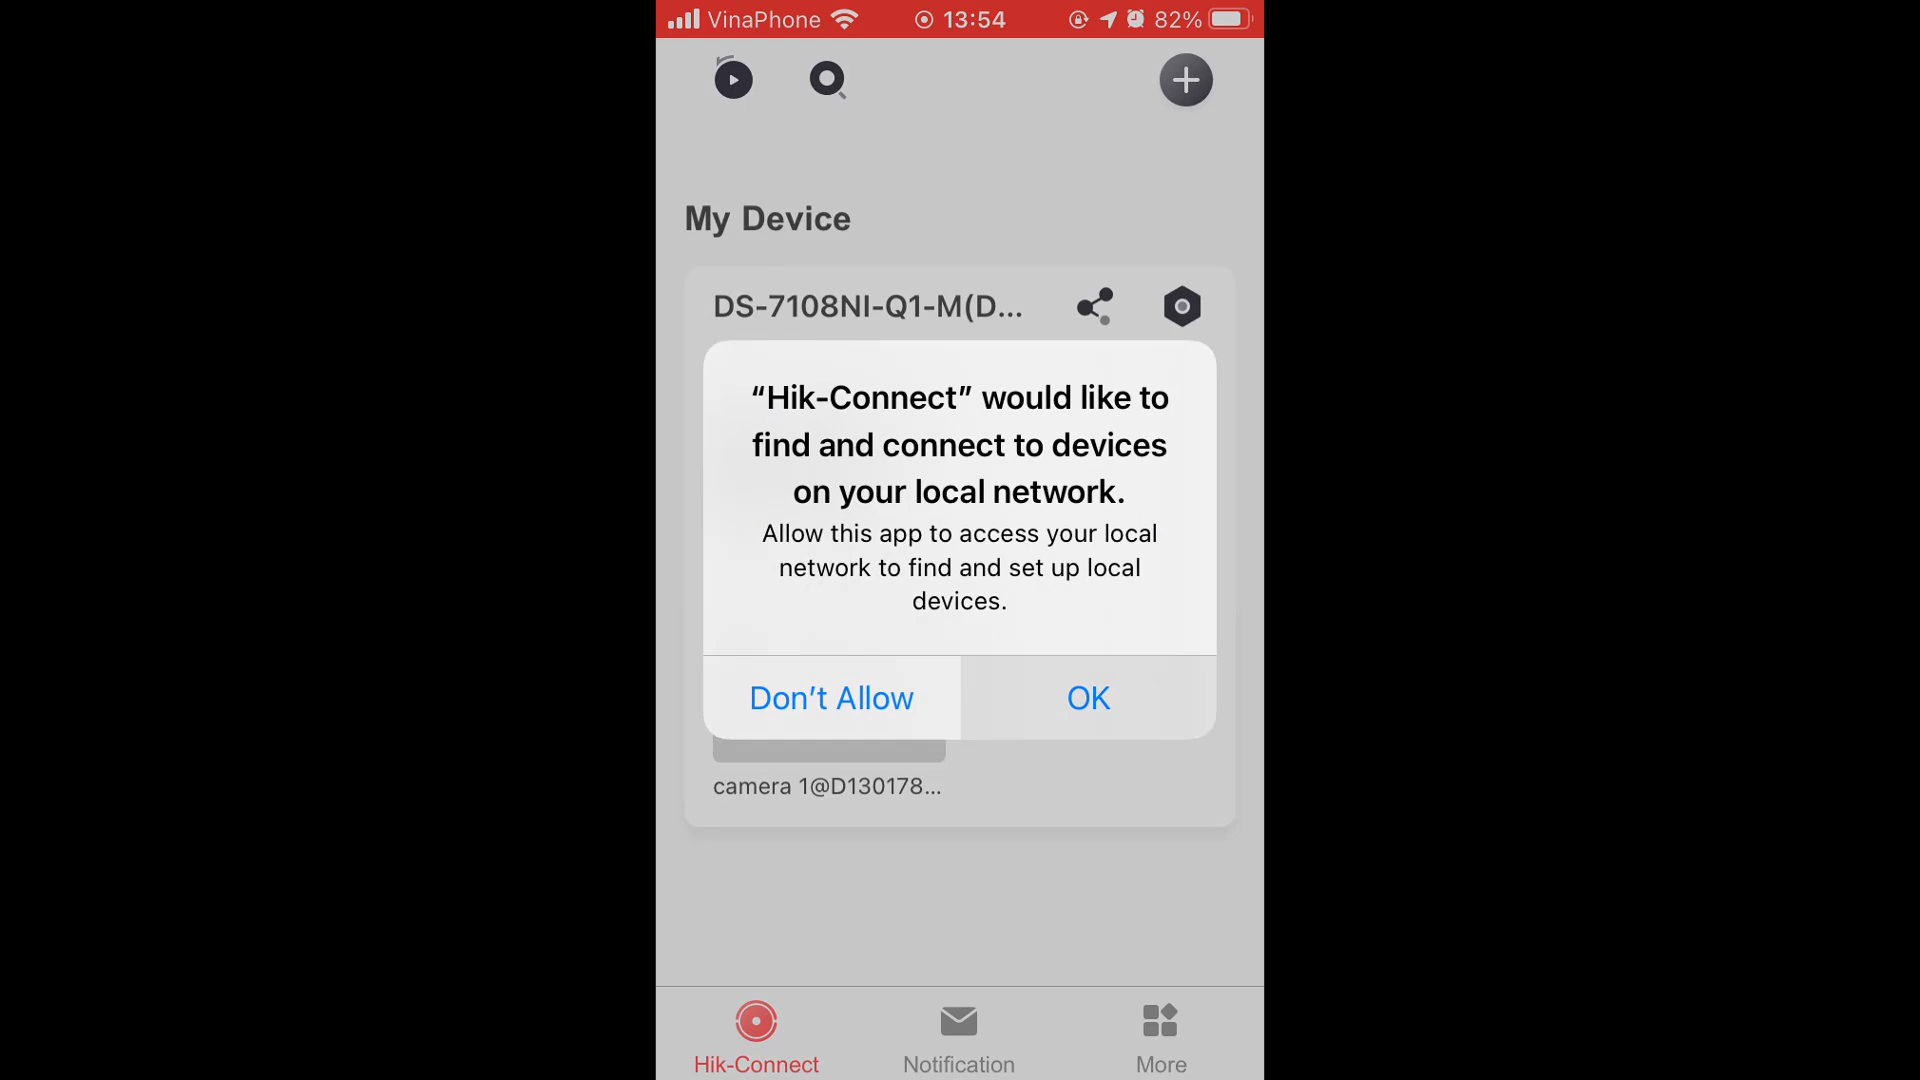 VinaPhone 13:54 82%
My Device
DS-7108NI-Q1-M(D...
“Hik-Connect” would like to
find and connect to devices
on your local network.
Allow this app to access your local
network to find and set up local
devices.
Don’t Allow OK
camera 1@D130178...
Hik-Connect Notification More